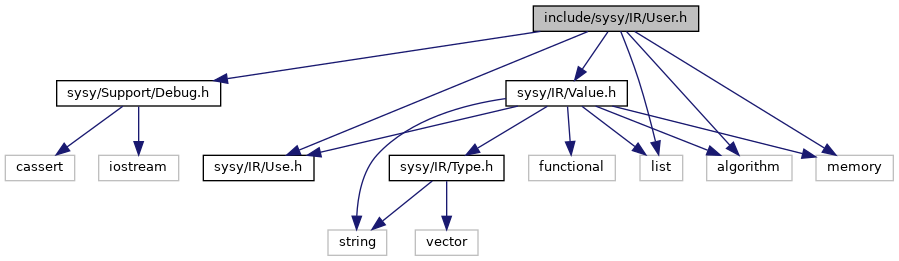 include/sysy/IR/User.h
sysy/Support/Debug.h
sysy/IR/Value.h
cassert
iostream
sysy/IR/Use.h
sysy/IR/Type.h
functional
list
algorithm
memory
string
vector